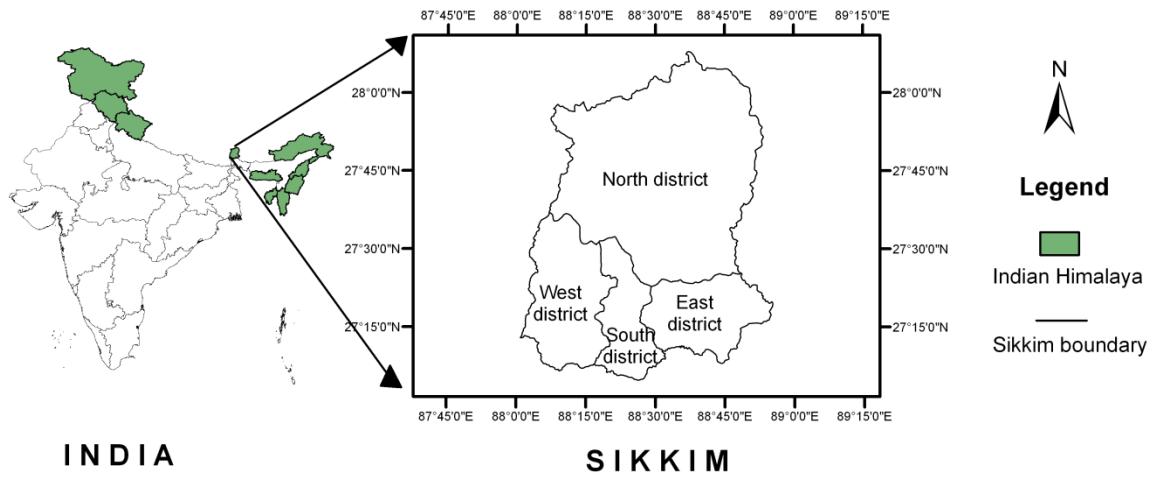 87°45'0"E 88°0'0"E 88°15'0"E 88°30'0"E 88°45'0"E 89°0'0"E 89°15'0"E
28°0'0"N 28°0'0"N
27°45'0"N 27°45'0"N
27°30'0"N 27°30'0"N
27°15'0"N 27°15'0"N
North district
West
district
South
district
East
district
87°45'0"E 88°0'0"E 88°15'0"E 88°30'0"E 88°45'0"E 89°0'0"E 89°15'0"E
N
Legend
Indian Himalaya
Sikkim boundary
INDIA
SIKKIM